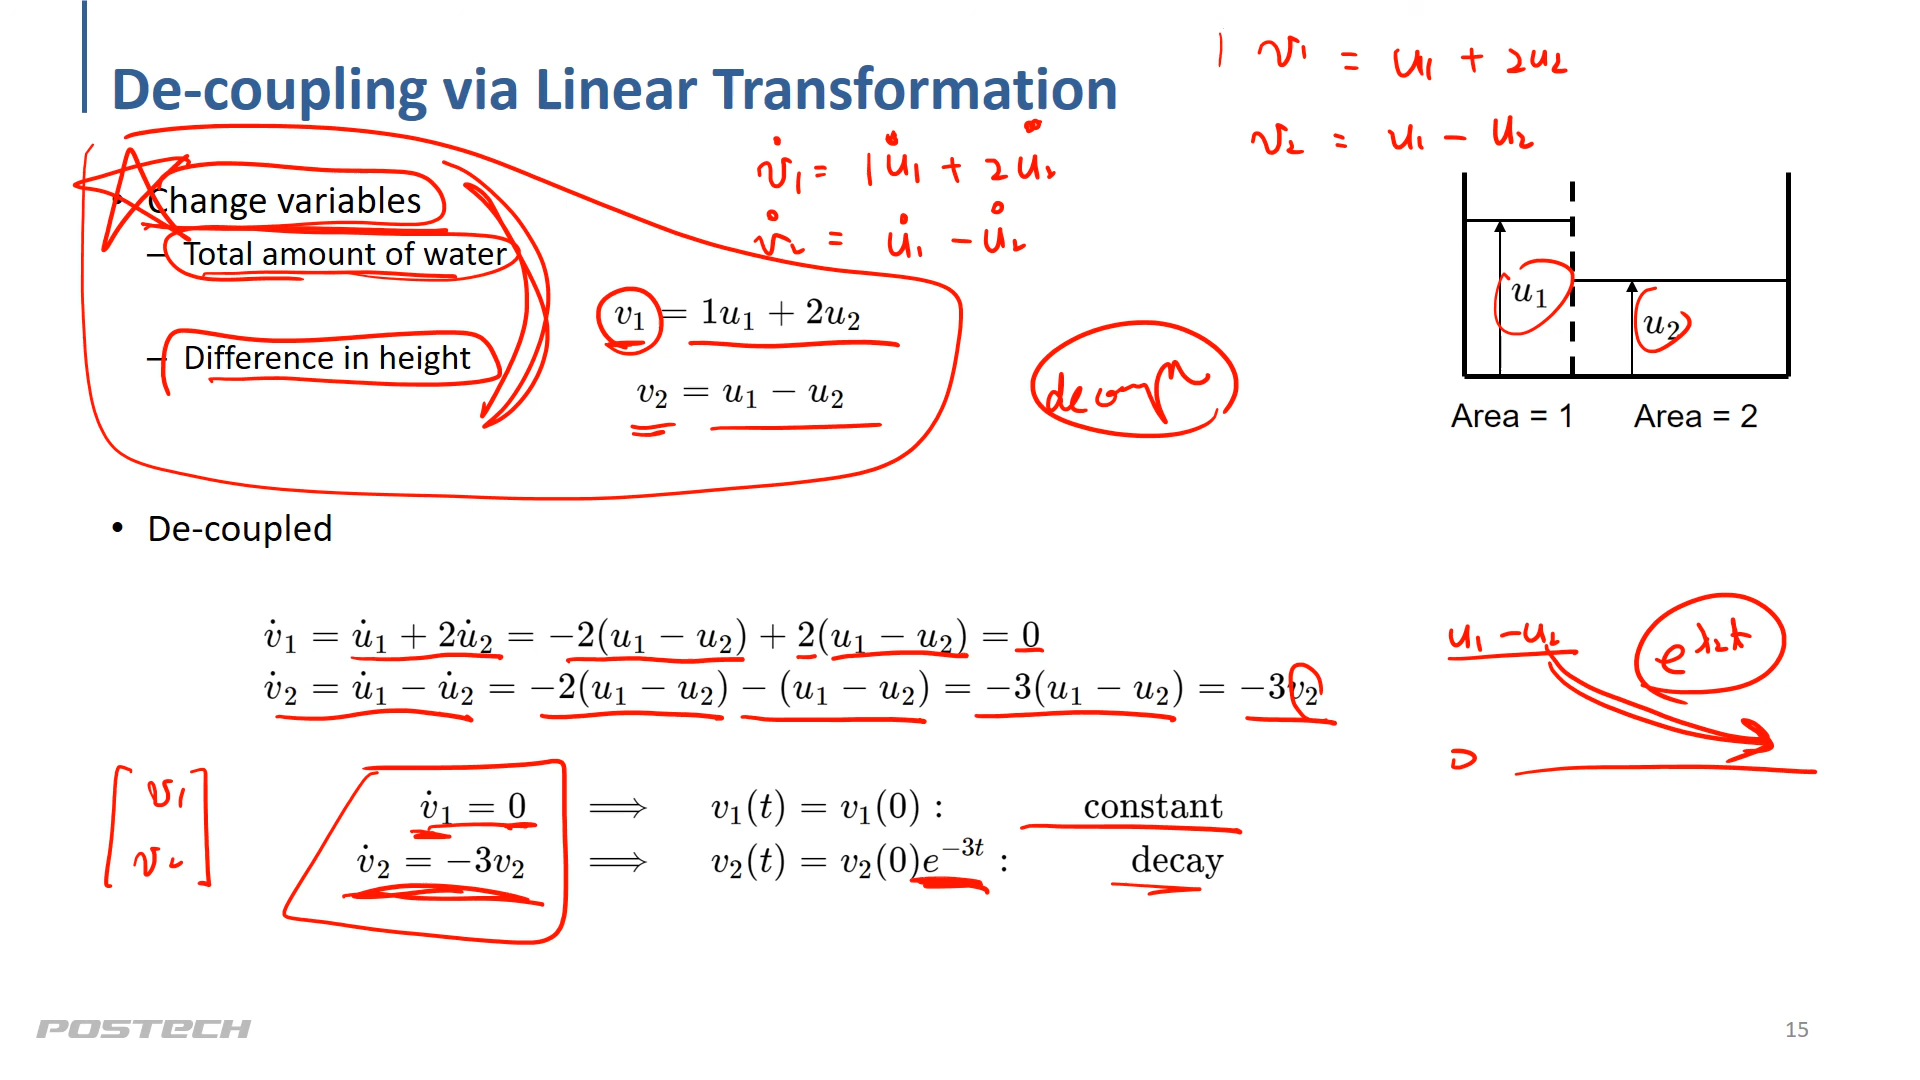 v₁ = u₁ + 2u₂
De-coupling via Linear Transformation
v₂ = u₁ − u₂
v̇₁ = 1u̇₁ + 2u̇₂
• Change variables
v̇₂ = u̇₁ − u̇₂
– Total amount of water
u₁
v₁ = 1u₁ + 2u₂
u₂
– Difference in height
v₂ = u₁ − u₂
Area = 1 Area = 2
• De-coupled
v̇₁ = u̇₁ + 2u̇₂ = −2(u₁ − u₂) + 2(u₁ − u₂) = 0
u₁ − u₂ e^{λ₂t}
v̇₂ = u̇₁ − u̇₂ = −2(u₁ − u₂) − (u₁ − u₂) = −3(u₁ − u₂) = −3v₂
0
v₁
v̇₁ = 0 ⟹ v₁(t) = v₁(0) : constant
v₂
v̇₂ = −3v₂ ⟹ v₂(t) = v₂(0)e^{−3t} : decay
POSTECH
15